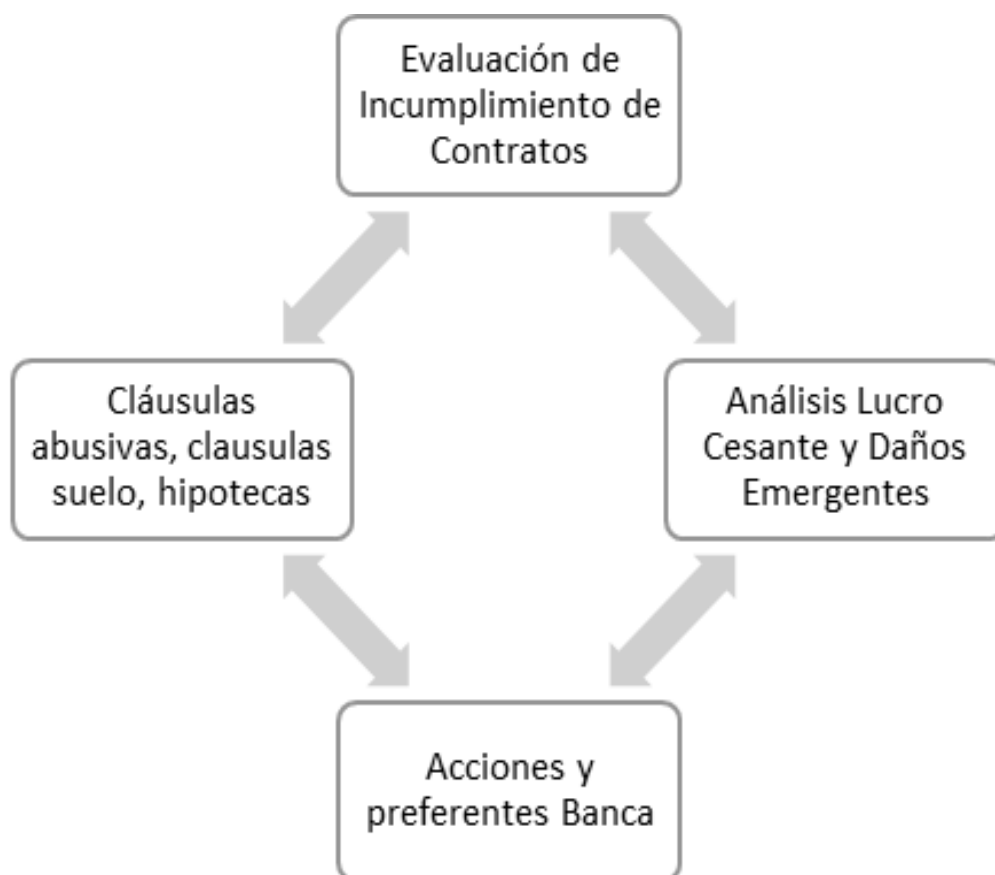 Evaluación de
Incumplimiento de
Contratos
Cláusulas
abusivas, clausulas
suelo, hipotecas
Análisis Lucro
Cesante y Daños
Emergentes
Acciones y
preferentes Banca